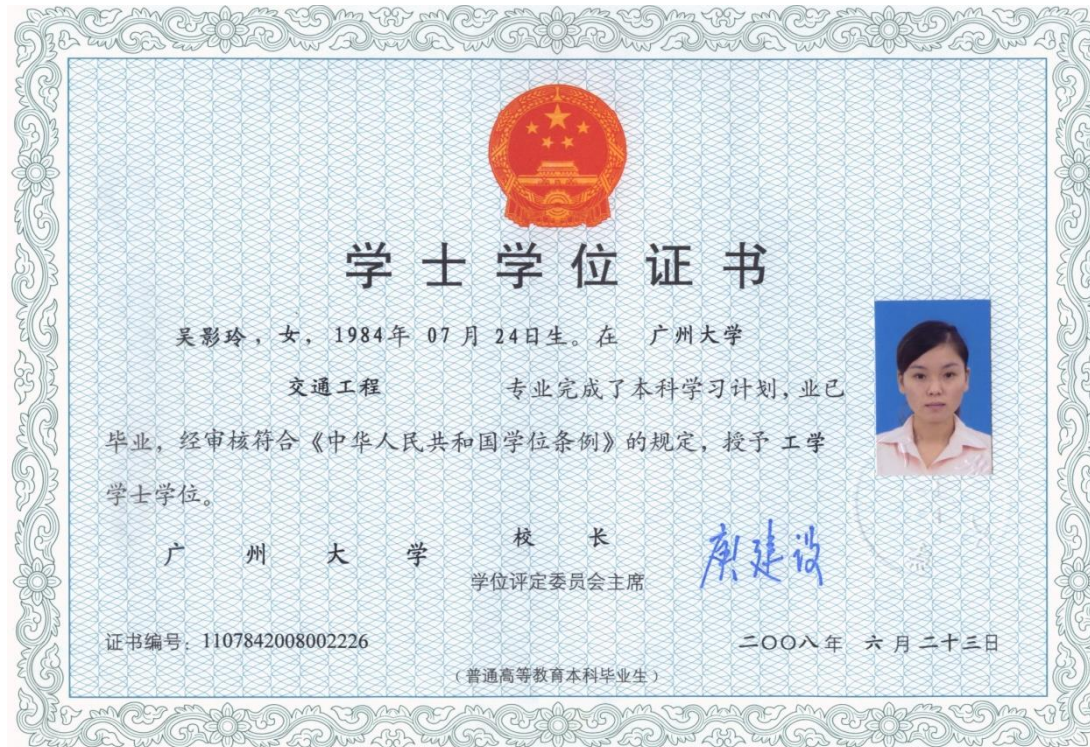 学士学位证书
吴影玲，女，1984年 07月 24日生。在 广州大学
交通工程 专业完成了本科学习计划，业已
毕业，经审核符合《中华人民共和国学位条例》的规定，授予 工学
学士学位。
广州大学 校长 庾建设
学位评定委员会主席
证书编号：1107842008002226 二〇〇八年 六月二十三日
（普通高等教育本科毕业生）